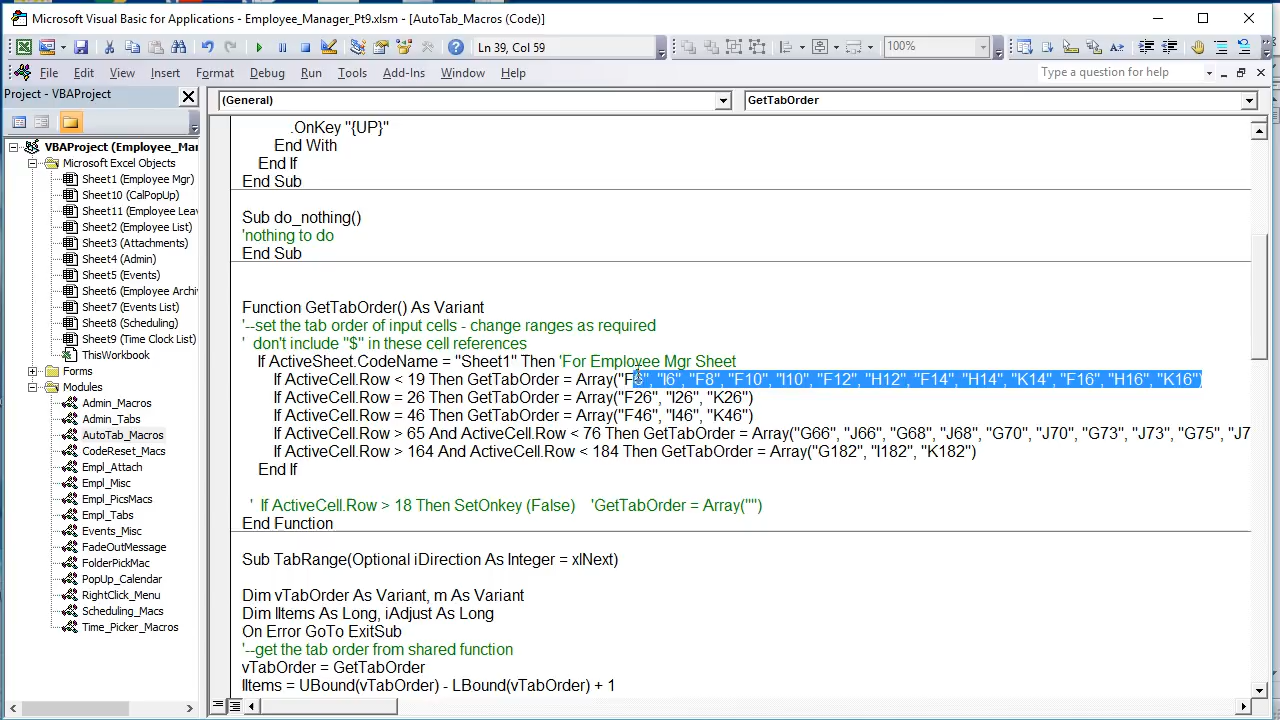 Microsoft Visual Basic for Applications - Employee_Manager_Pt9.xlsm - [AutoTab_Macros (Code)]
Ln 39, Col 59
100%
File Edit View Insert Format Debug Run Tools Add-Ins Window Help
Type a question for help
Project - VBAProject
(General)
GetTabOrder
VBAProject (Employee_Mar
Microsoft Excel Objects
Sheet1 (Employee Mgr)
Sheet10 (CalPopUp)
Sheet11 (Employee Leav
Sheet2 (Employee List)
Sheet3 (Attachments)
Sheet4 (Admin)
Sheet5 (Events)
Sheet6 (Employee Archiv
Sheet7 (Events List)
Sheet8 (Scheduling)
Sheet9 (Time Clock List)
ThisWorkbook
Forms
Modules
Admin_Macros
Admin_Tabs
AutoTab_Macros
CodeReset_Macs
Empl_Attach
Empl_Misc
Empl_PicsMacs
Empl_Tabs
Events_Misc
FadeOutMessage
FolderPickMac
PopUp_Calendar
RightClick_Menu
Scheduling_Macs
Time_Picker_Macros
.OnKey "{UP}"
End With
End If
End Sub
Sub do_nothing()
'nothing to do
End Sub
Function GetTabOrder() As Variant
'--set the tab order of input cells - change ranges as required
' don't include "$" in these cell references
If ActiveSheet.CodeName = "Sheet1" Then 'For Employee Mgr Sheet
If ActiveCell.Row < 19 Then GetTabOrder = Array("F6", "I6", "F8", "F10", "I10", "F12", "H12", "F14", "H14", "K14", "F16", "H16", "K16")
If ActiveCell.Row = 26 Then GetTabOrder = Array("F26", "I26", "K26")
If ActiveCell.Row = 46 Then GetTabOrder = Array("F46", "I46", "K46")
If ActiveCell.Row > 65 And ActiveCell.Row < 76 Then GetTabOrder = Array("G66", "J66", "G68", "J68", "G70", "J70", "G73", "J73", "G75", "J7
If ActiveCell.Row > 164 And ActiveCell.Row < 184 Then GetTabOrder = Array("G182", "I182", "K182")
End If
' If ActiveCell.Row > 18 Then SetOnkey (False) 'GetTabOrder = Array("")
End Function
Sub TabRange(Optional iDirection As Integer = xlNext)
Dim vTabOrder As Variant, m As Variant
Dim lItems As Long, iAdjust As Long
On Error GoTo ExitSub
'--get the tab order from shared function
vTabOrder = GetTabOrder
lItems = UBound(vTabOrder) - LBound(vTabOrder) + 1